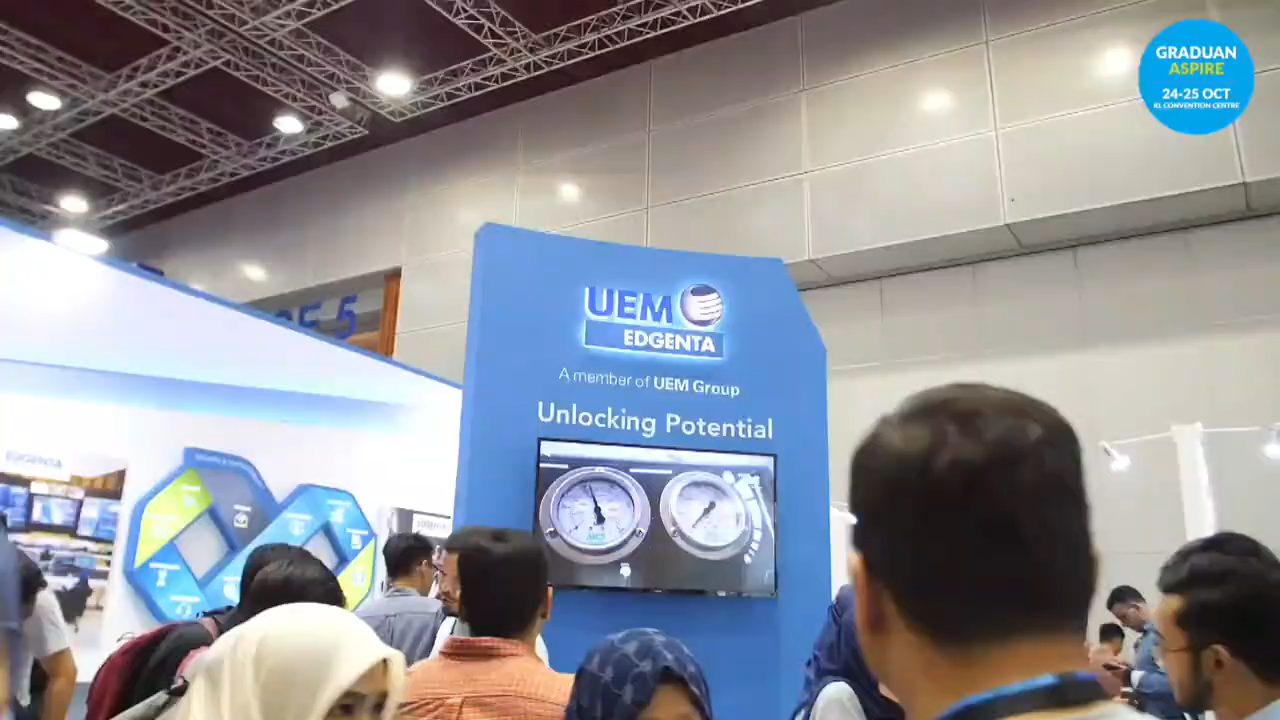 GRADUAN
ASPIRE
24-25 OCT
KL CONVENTION CENTRE
UEM
EDGENTA
A member of UEM Group
Unlocking Potential
EDGENTA